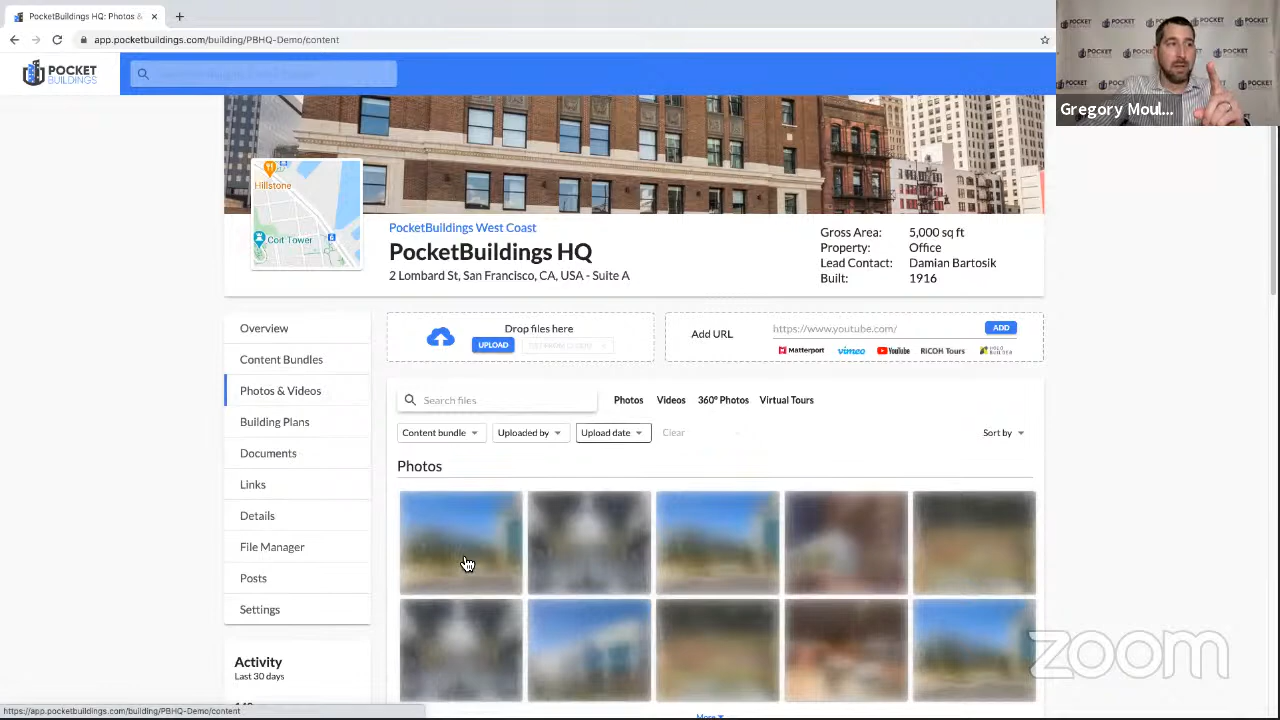 PocketBuildings HQ: Photos &
app.pocketbuildings.com/building/PBHQ-Demo/content
POCKET
BUILDINGS
Gregory Moul...
Hillstone
Coit Tower
PocketBuildings West Coast
PocketBuildings HQ
2 Lombard St, San Francisco, CA, USA - Suite A
Gross Area: 5,000 sq ft
Property: Office
Lead Contact: Damian Bartosik
Built: 1916
Overview
Content Bundles
Photos & Videos
Building Plans
Documents
Links
Details
File Manager
Posts
Settings
Activity
Last 30 days
Drop files here
UPLOAD
Add URL
https://www.youtube.com/
ADD
Matterport vimeo YouTube RICOH Tours HOLO BUILDER
Search files
Photos Videos 360° Photos Virtual Tours
Content bundle Uploaded by Upload date Clear
Sort by
Photos
More
zoom
https://app.pocketbuildings.com/building/PBHQ-Demo/content